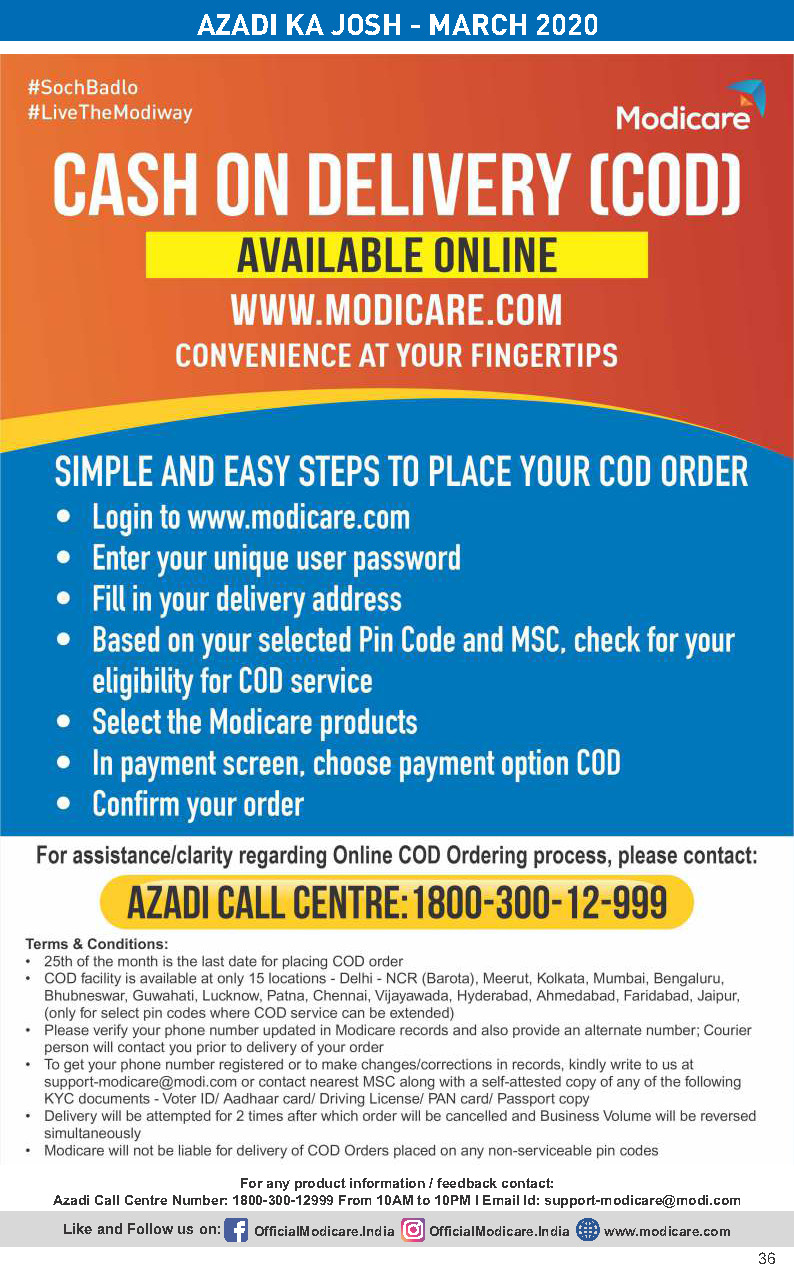 AZADI KA JOSH - MARCH 2020
#SochBadlo
#LiveTheModiway
Modicare
CASH ON DELIVERY (COD)
AVAILABLE ONLINE
WWW.MODICARE.COM
CONVENIENCE AT YOUR FINGERTIPS
SIMPLE AND EASY STEPS TO PLACE YOUR COD ORDER
• Login to www.modicare.com
• Enter your unique user password
• Fill in your delivery address
• Based on your selected Pin Code and MSC, check for your
eligibility for COD service
• Select the Modicare products
• In payment screen, choose payment option COD
• Confirm your order
For assistance/clarity regarding Online COD Ordering process, please contact:
AZADI CALL CENTRE:1800-300-12-999
Terms & Conditions:
• 25th of the month is the last date for placing COD order
• COD facility is available at only 15 locations - Delhi - NCR (Barota), Meerut, Kolkata, Mumbai, Bengaluru,
Bhubneswar, Guwahati, Lucknow, Patna, Chennai, Vijayawada, Hyderabad, Ahmedabad, Faridabad, Jaipur,
(only for select pin codes where COD service can be extended)
• Please verify your phone number updated in Modicare records and also provide an alternate number; Courier
person will contact you prior to delivery of your order
• To get your phone number registered or to make changes/corrections in records, kindly write to us at
support-modicare@modi.com or contact nearest MSC along with a self-attested copy of any of the following
KYC documents - Voter ID/ Aadhaar card/ Driving License/ PAN card/ Passport copy
• Delivery will be attempted for 2 times after which order will be cancelled and Business Volume will be reversed
simultaneously
• Modicare will not be liable for delivery of COD Orders placed on any non-serviceable pin codes
For any product information / feedback contact:
Azadi Call Centre Number: 1800-300-12999 From 10AM to 10PM I Email Id: support-modicare@modi.com
Like and Follow us on: OfficialModicare.India OfficialModicare.India www.modicare.com
36